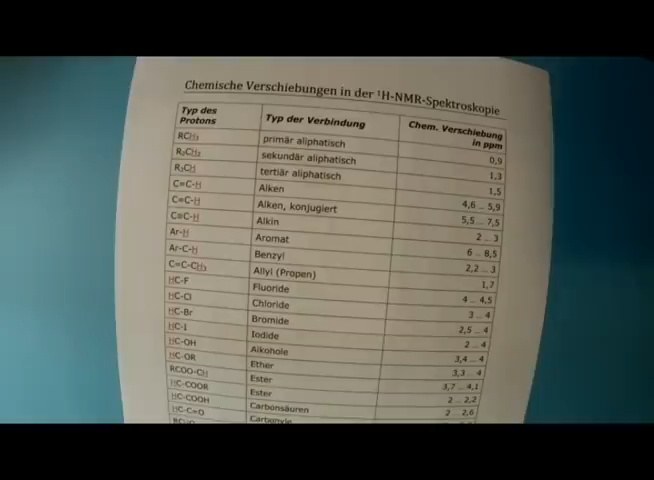 Chemische Verschiebungen in der ¹H-NMR-Spektroskopie
Typ des Protons Typ der Verbindung Chem. Verschiebung in ppm
RCH₃ primär aliphatisch 0,9
R₂CH₂ sekundär aliphatisch 1,3
R₃CH tertiär aliphatisch 1,5
C=C-H Alken 4,6 … 5,9
C=C-H Alken, konjugiert 5,5 … 7,5
C≡C-H Alkin 2 … 3
Ar-H Aromat 6 … 8,5
Ar-C-H Benzyl 2,2 … 3
C=C-CH₃ Allyl (Propen) 1,7
HC-F Fluoride 4 … 4,5
HC-Cl Chloride 3 … 4
HC-Br Bromide 2,5 … 4
HC-I Iodide 2 … 4
HC-OH Alkohole 3,4 … 4
HC-OR Ether 3,3 … 4
RCOO-CH Ester 3,7 … 4,1
HC-COOR Ester 2 … 2,2
HC-COOH Carbonsäuren 2 … 2,6
HC-C=O Carbonyle